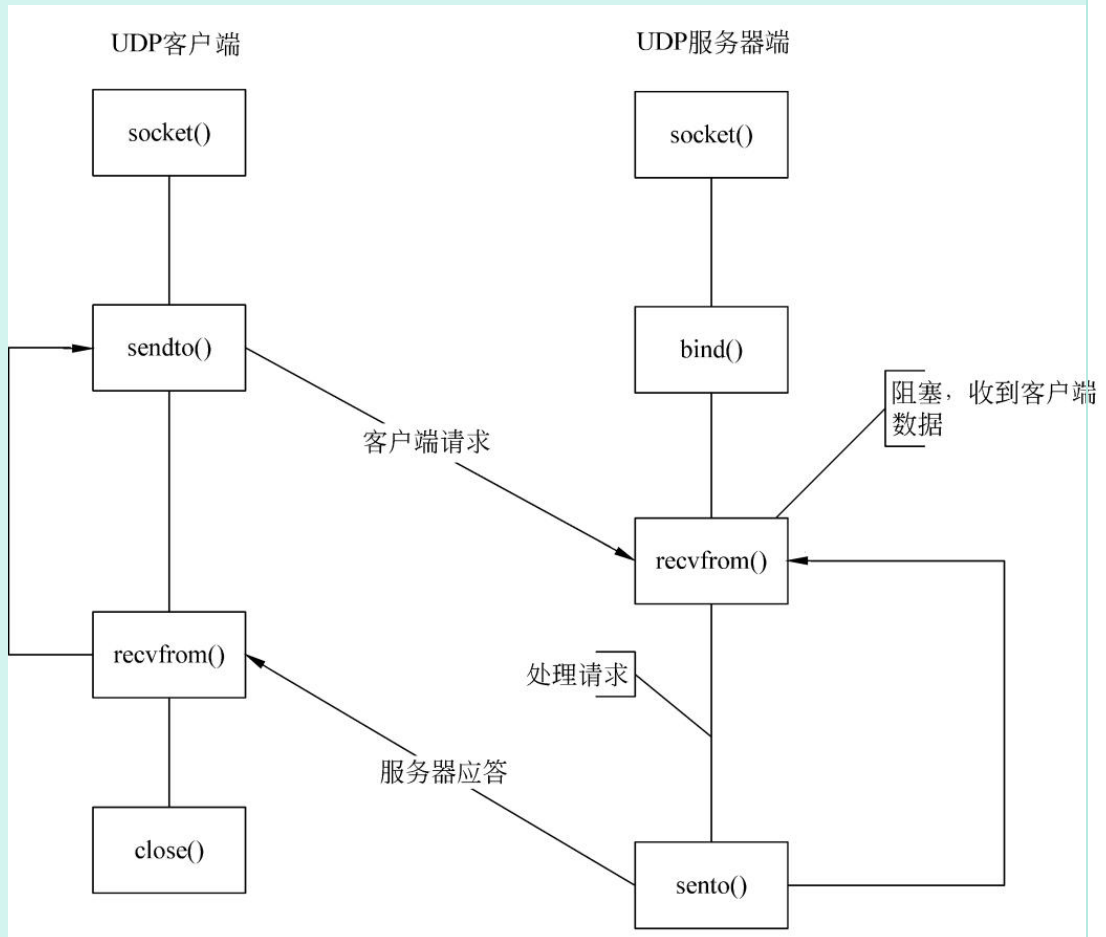 UDP客户端
UDP服务器端
socket()
socket()
sendto()
bind()
阻塞，收到客户端
数据
客户端请求
recvfrom()
recvfrom()
处理请求
服务器应答
close()
sento()